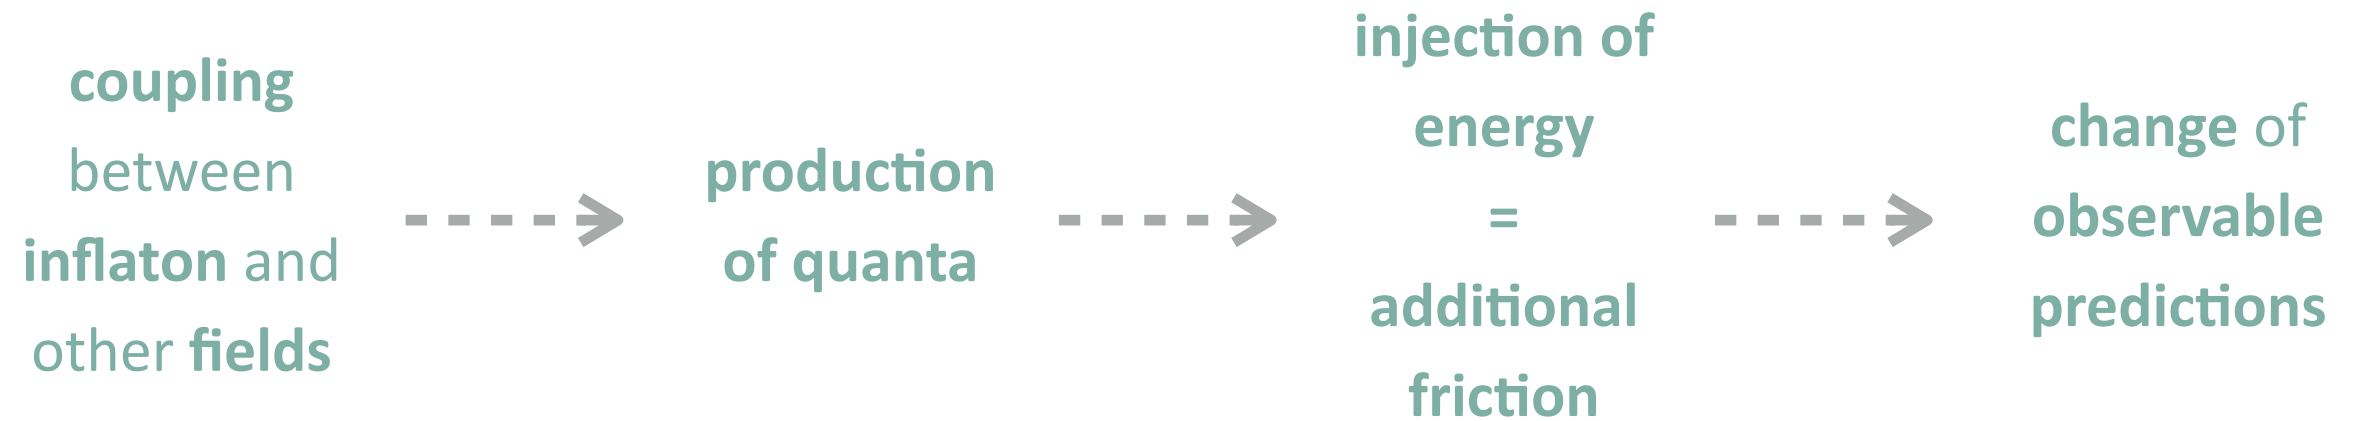 coupling
between
inflaton and
other fields
production
of quanta
injection of
energy
=
additional
friction
change of
observable
predictions